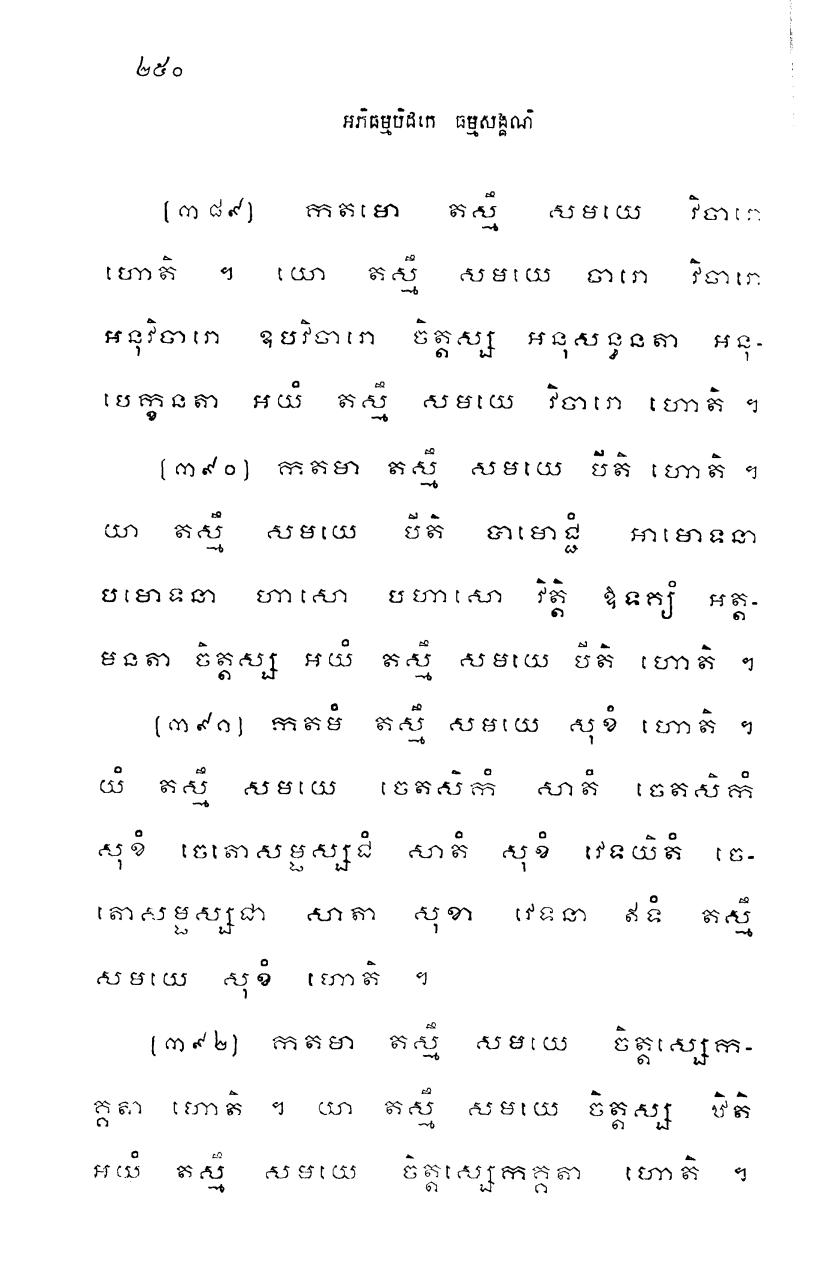 ២៥០
អភិធម្មបិដកេ ធម្មសង្គណិ
(៣៨៩) កតមោ តស្មឹ សមយេ វិចារោ
ហោតិ ។ យោ តស្មឹ សមយេ ចារោ វិចារោ
អនុវិចារោ ឧបវិចារោ ចិត្តស្ស អនុសន្ធនតា អនុ-
បេក្ខនតា អយំ តស្មឹ សមយេ វិចារោ ហោតិ ។
(៣៩០) កតមា តស្មឹ សមយេ បីតិ ហោតិ ។
យា តស្មឹ សមយេ បីតិ បាមោជ្ជំ អាមោទនា
បមោទនា ហាសោ បហាសោ វិត្តិ ឱទក្យំ អត្ត-
មនតា ចិត្តស្ស អយំ តស្មឹ សមយេ បីតិ ហោតិ ។
(៣៩១) កតមំ តស្មឹ សមយេ សុខំ ហោតិ ។
យំ តស្មឹ សមយេ ចេតសិកំ សាតំ ចេតសិកំ
សុខំ ចេតោសម្ផស្សជំ សាតំ សុខំ វេទយិតំ ចេ-
តោសម្ផស្សជា សាតា សុខា វេទនា ឥទំ តស្មឹ
សមយេ សុខំ ហោតិ ។
(៣៩២) កតមា តស្មឹ សមយេ ចិត្តស្សេក-
គ្គតា ហោតិ ។ យា តស្មឹ សមយេ ចិត្តស្ស ឋិតិ
អយំ តស្មឹ សមយេ ចិត្តស្សេកគ្គតា ហោតិ ។